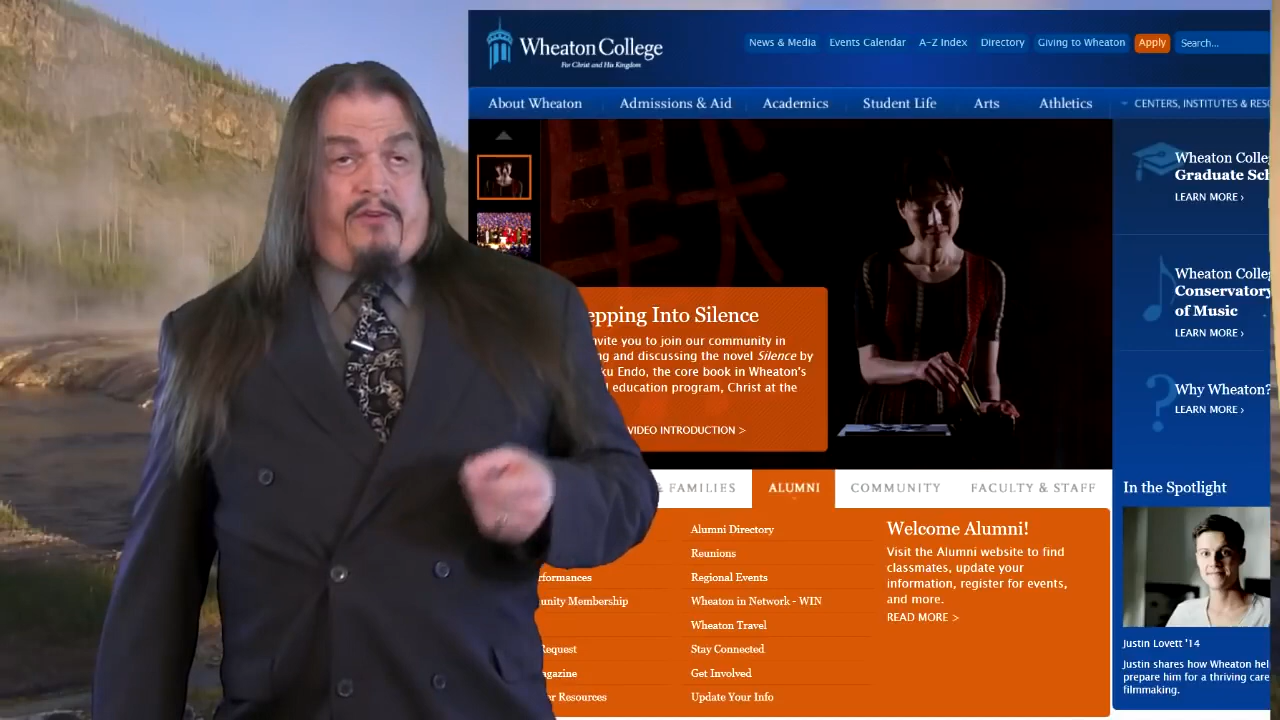 Wheaton College
For Christ and His Kingdom
News & Media Events Calendar A-Z Index Directory Giving to Wheaton Apply Search...
About Wheaton Admissions & Aid Academics Student Life Arts Athletics CENTERS, INSTITUTES & RESO
Wheaton Colle
Graduate Sch
LEARN MORE ›
Wheaton Colle
Conservatory
of Music
LEARN MORE ›
Why Wheaton?
LEARN MORE ›
epping Into Silence
nvite you to join our community in
ng and discussing the novel Silence by
ku Endo, the core book in Wheaton's
l education program, Christ at the
VIDEO INTRODUCTION >
& FAMILIES ALUMNI COMMUNITY FACULTY & STAFF
rformances
unity Membership
Request
agazine
er Resources
Alumni Directory
Reunions
Regional Events
Wheaton in Network - WIN
Wheaton Travel
Stay Connected
Get Involved
Update Your Info
Welcome Alumni!
Visit the Alumni website to find
classmates, update your
information, register for events,
and more.
READ MORE >
In the Spotlight
Justin Lovett '14
Justin shares how Wheaton hel
prepare him for a thriving care
filmmaking.